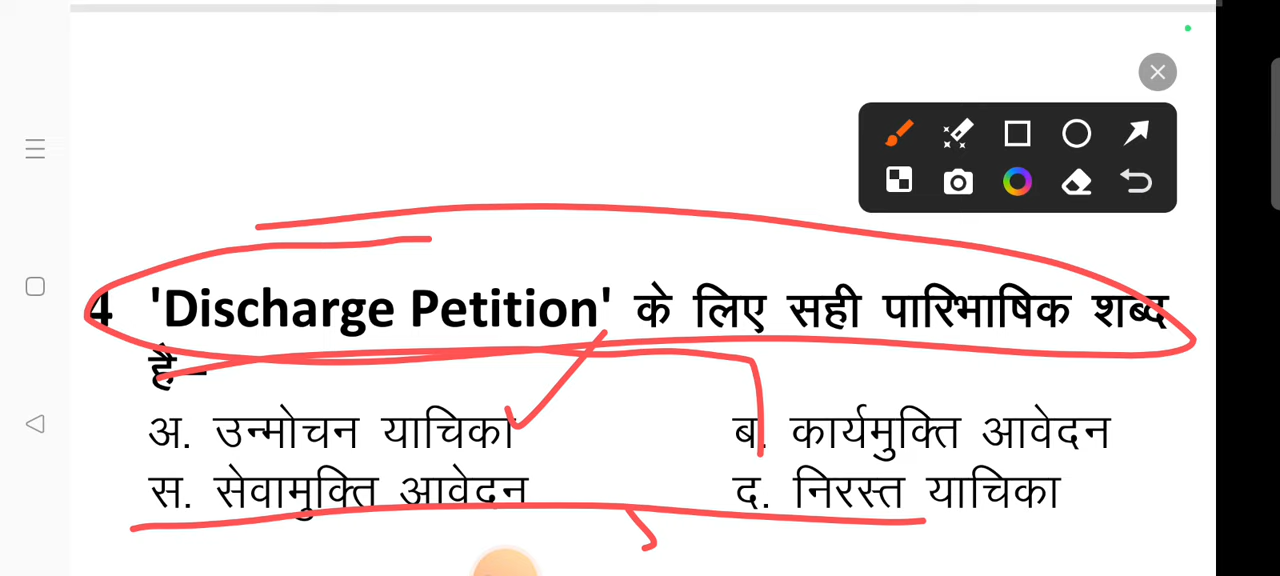 4 'Discharge Petition' के लिए सही पारिभाषिक शब्द
है–
अ. उन्मोचन याचिका ब. कार्यमुक्ति आवेदन
स. सेवामुक्ति आवेदन द. निरस्त याचिका